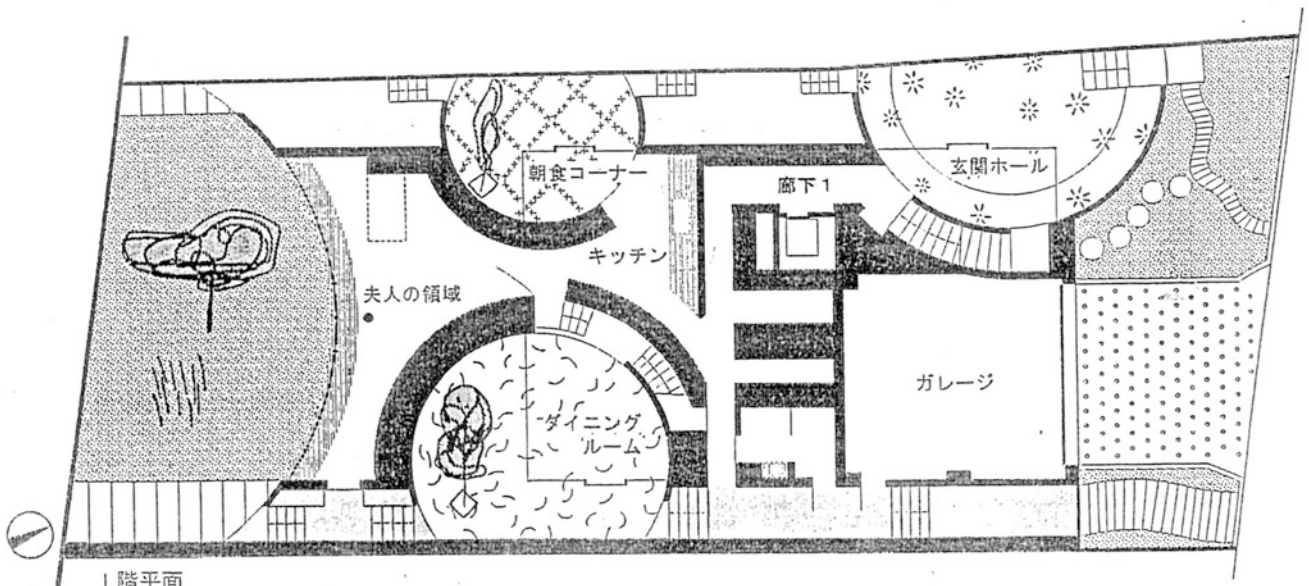 朝食コーナー
玄関ホール
廊下1
キッチン
夫人の領域
ガレージ
ダイニング
ルーム
1階平面